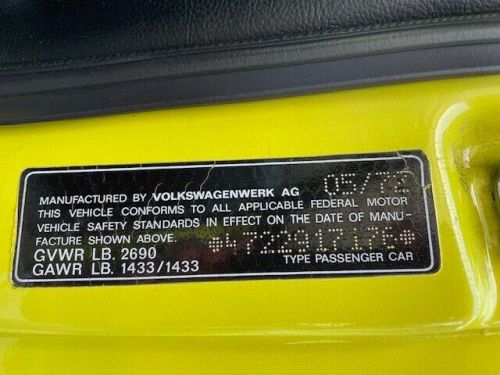 MANUFACTURED BY VOLKSWAGENWERK AG 05/72
THIS VEHICLE CONFORMS TO ALL APPLICABLE FEDERAL MOTOR
VEHICLE SAFETY STANDARDS IN EFFECT ON THE DATE OF MANU-
FACTURE SHOWN ABOVE. *4722917176*
GVWR LB. 2690
GAWR LB. 1433/1433 TYPE PASSENGER CAR